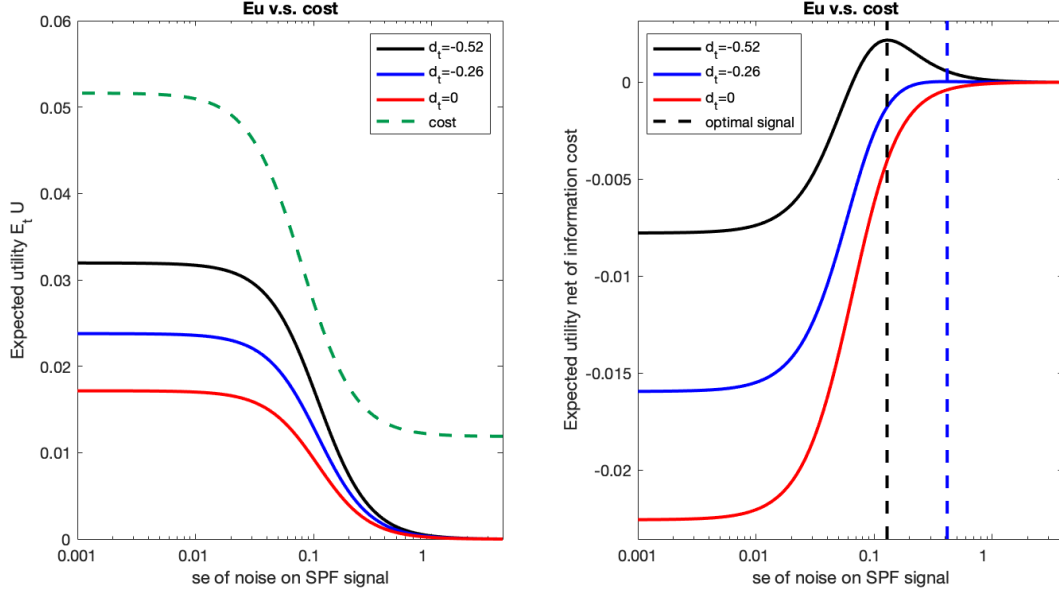 Eu v.s. cost
0.06
0.05
0.04
0.03
0.02
0.01
0
Expected utility E_t U
d_t=-0.52
d_t=-0.26
d_t=0
cost
0.001
0.01
0.1
1
se of noise on SPF signal
Eu v.s. cost
0
-0.005
-0.01
-0.015
-0.02
Expected utility net of information cost
d_t=-0.52
d_t=-0.26
d_t=0
optimal signal
0.001
0.01
0.1
1
se of noise on SPF signal